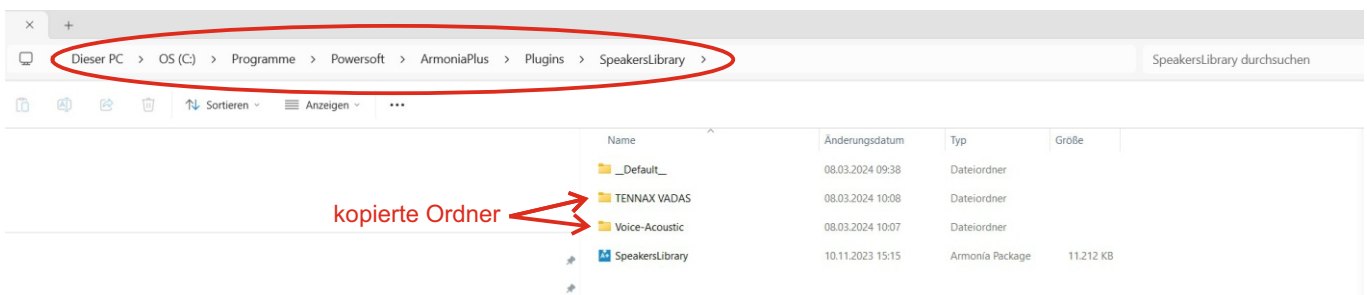 Dieser PC > OS (C:) > Programme > Powersoft > ArmoniaPlus > Plugins > SpeakersLibrary > SpeakersLibrary durchsuchen
Sortieren Anzeigen
Name Änderungsdatum Typ Größe
__Default__ 08.03.2024 09:38 Dateiordner
TENNAX VADAS 08.03.2024 10:08 Dateiordner
kopierte Ordner
Voice-Acoustic 08.03.2024 10:07 Dateiordner
A+ SpeakersLibrary 10.11.2023 15:15 Armonía Package 11.212 KB